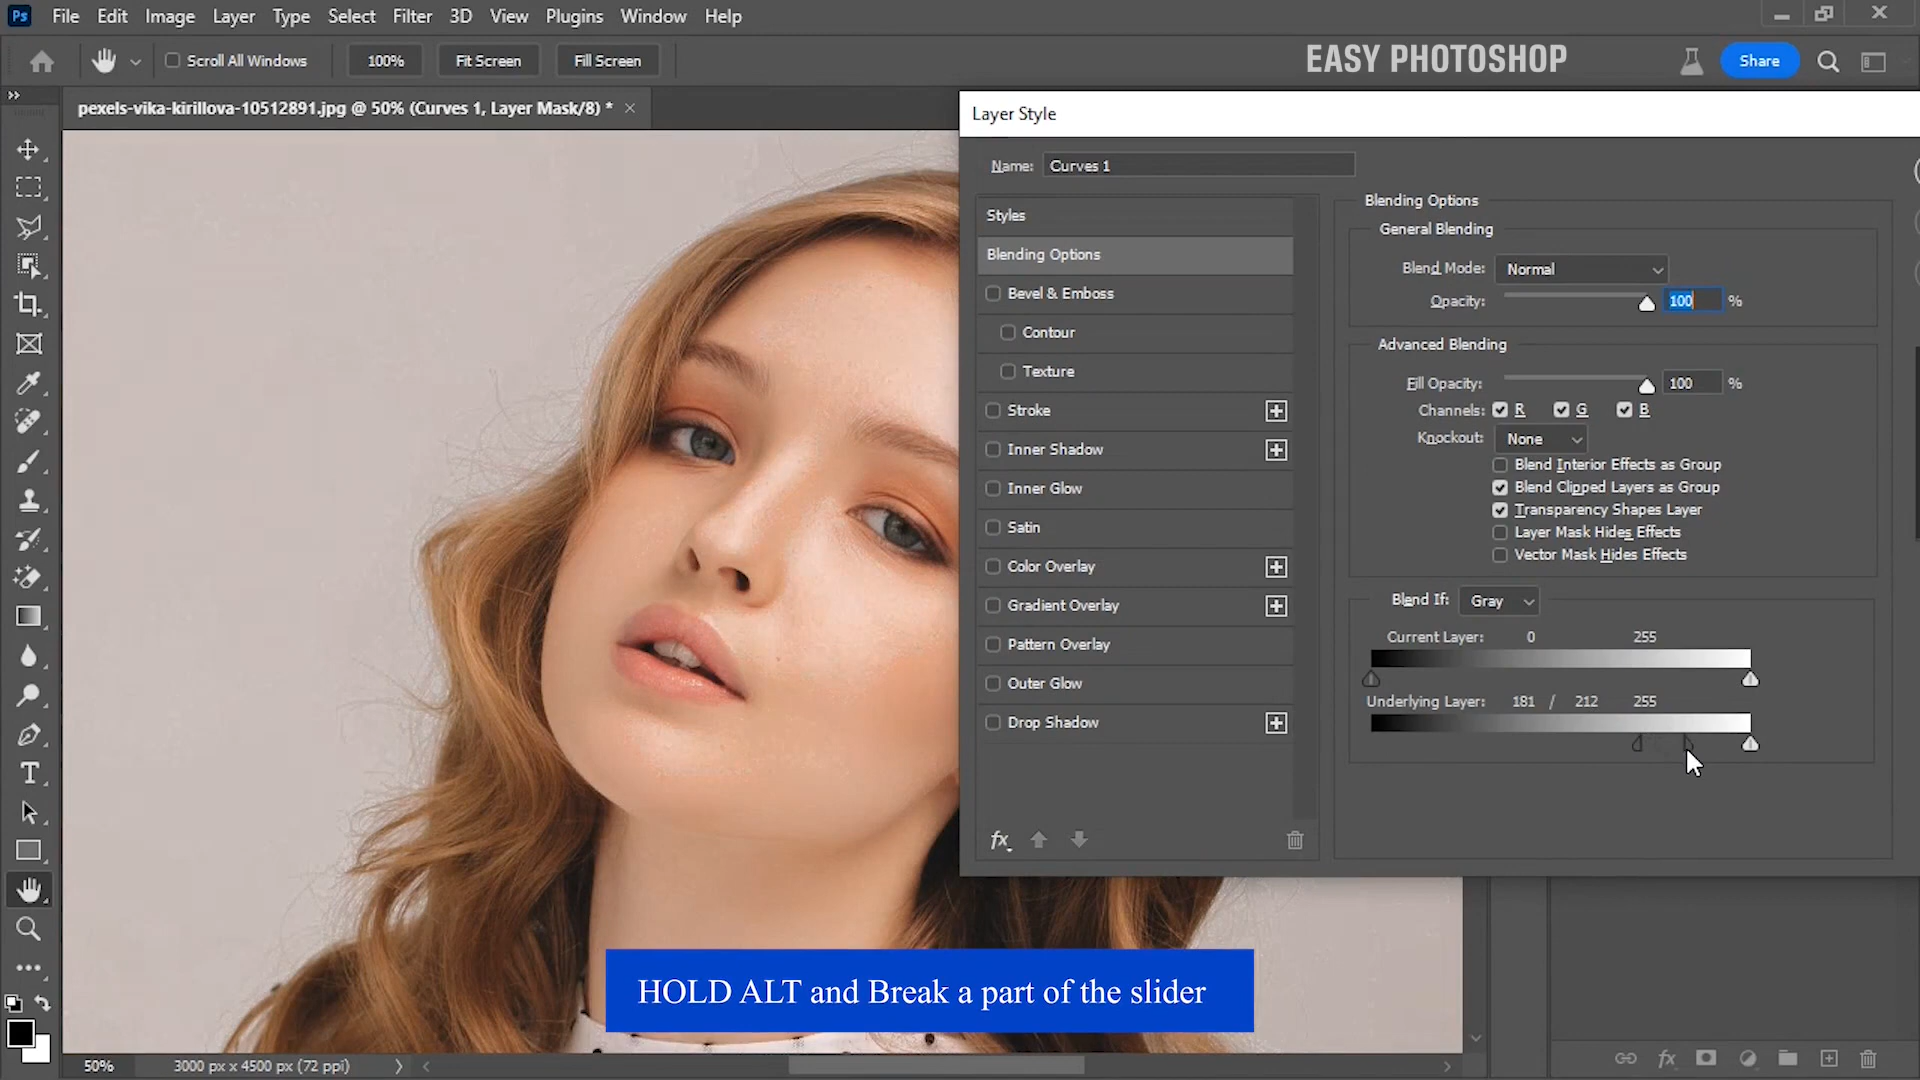 Ps File Edit Image Layer Type Select Filter 3D View Plugins Window Help
Scroll All Windows 100% Fit Screen Fill Screen EASY PHOTOSHOP Share
pexels-vika-kirillova-10512891.jpg @ 50% (Curves 1, Layer Mask/8) *
Layer Style
Name: Curves 1
Styles
Blending Options
Bevel & Emboss
Contour
Texture
Stroke
Inner Shadow
Inner Glow
Satin
Color Overlay
Gradient Overlay
Pattern Overlay
Outer Glow
Drop Shadow
fx
Blending Options
General Blending
Blend Mode: Normal
Opacity: 100 %
Advanced Blending
Fill Opacity: 100 %
Channels: R G B
Knockout: None
Blend Interior Effects as Group
Blend Clipped Layers as Group
Transparency Shapes Layer
Layer Mask Hides Effects
Vector Mask Hides Effects
Blend If: Gray
Current Layer: 0 255
Underlying Layer: 181 / 212 255
HOLD ALT and Break a part of the slider
50% 3000 px x 4500 px (72 ppi)
fx